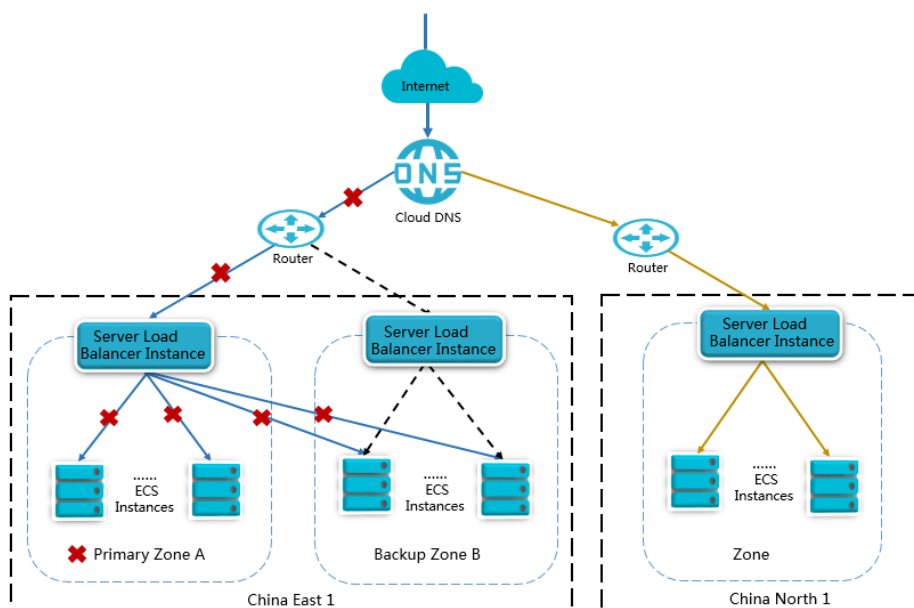 Internet
DNS
Cloud DNS
Router
Router
Server Load
Balancer Instance
Server Load
Balancer Instance
Server Load
Balancer Instance
......
ECS
Instances
......
ECS
Instances
......
ECS
Instances
Primary Zone A
Backup Zone B
Zone
China East 1
China North 1